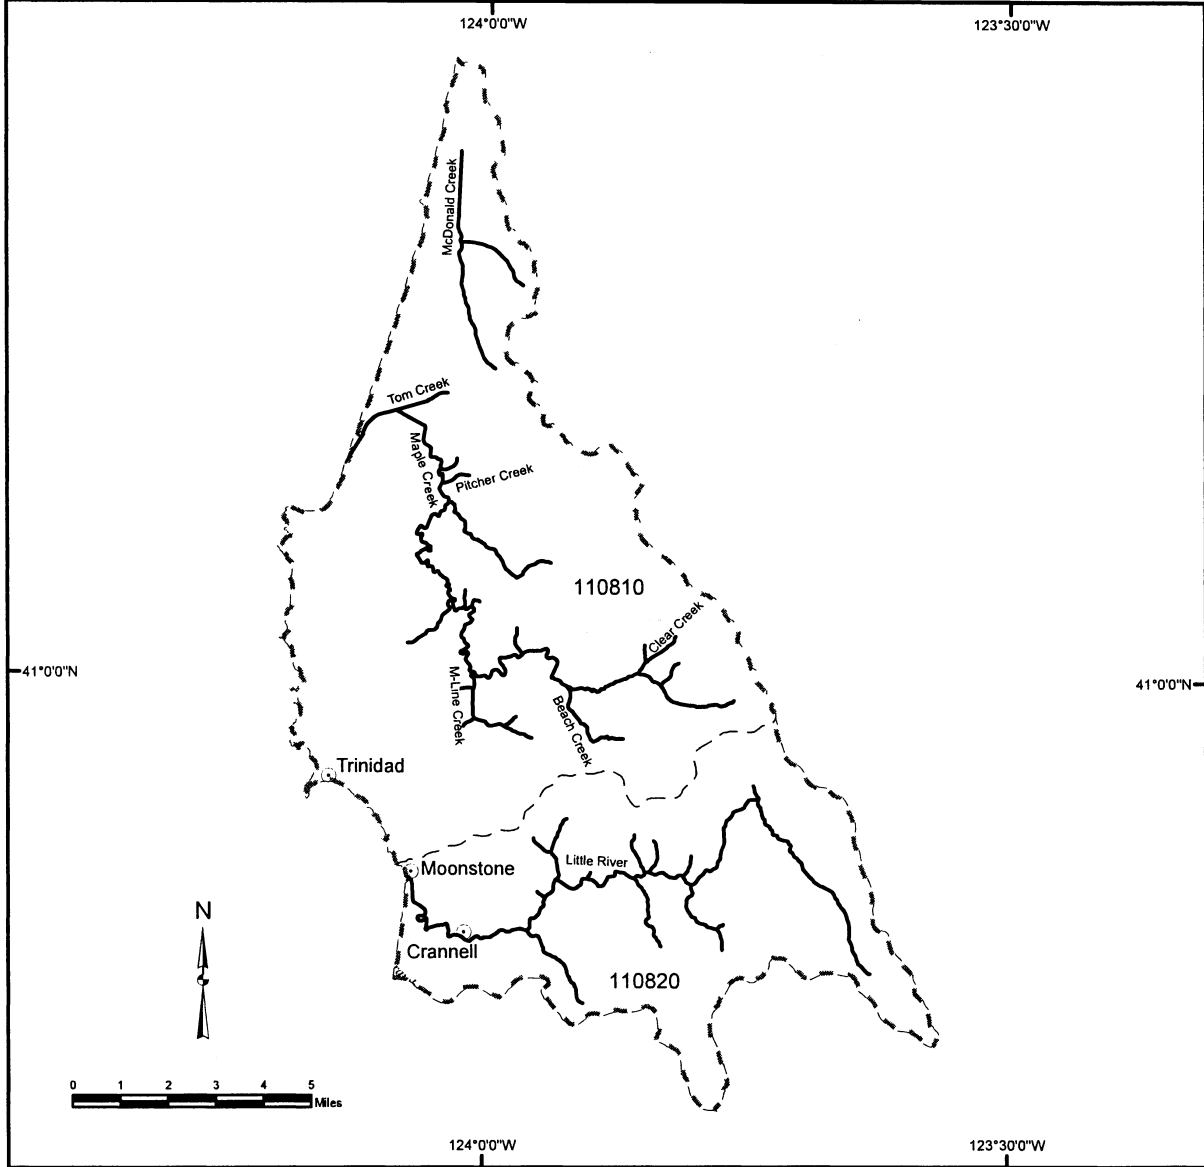 124°0'0"W
123°30'0"W
McDonald Creek
Tom Creek
Maple Creek
Pitcher Creek
110810
Clear Creek
41°0'0"N
41°0'0"N
M-Line Creek
Beach Creek
Trinidad
Moonstone
Little River
N
Crannell
110820
0 1 2 3 4 5
Miles
124°0'0"W
123°30'0"W